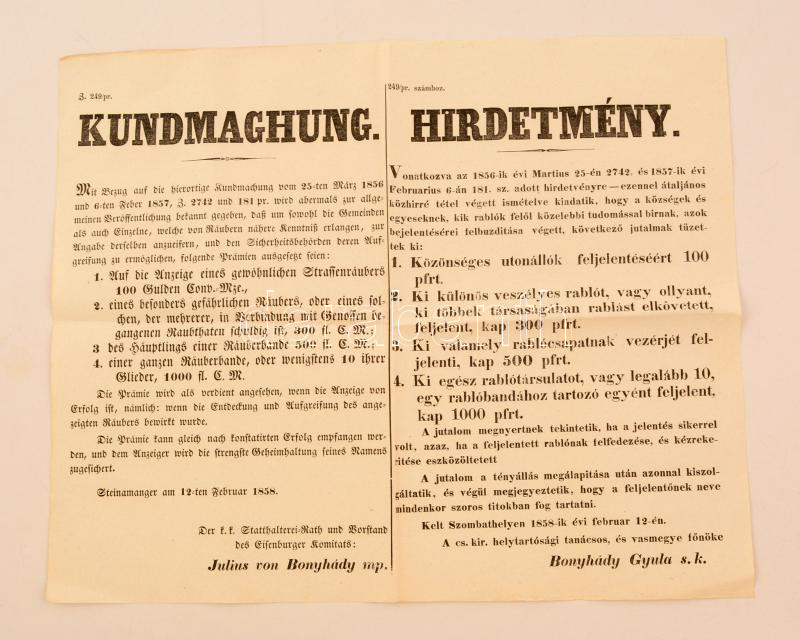 Z. 249/pr.
KUNDMAGHUNG.
Mit Bezug auf die hierortige Kundmachung vom 25-ten März 1856
und 6-ten Feber 1857, Z. 2742 und 181 pr. wird abermals zur allge-
meinen Veröffentlichung bekannt gegeben, daß um sowohl die Gemeinden
als auch Einzelne, welche von Räubern nähere Kenntniß erlangen, zur
Angabe derselben anzueifern, und den Sicherheitsbehörden deren Auf-
greifung zu ermöglichen, folgende Prämien ausgesetzt seien:
1. Auf die Anzeige eines gewöhnlichen Strassenräubers
100 Gulden Conv.-Mze.,
2. eines besonders gefährlichen Räubers, oder eines sol-
chen, der mehrerer, in Verbindung mit Genossen be-
gangenen Raubthaten schuldig ist, 300 fl. C. M.;
3 des Häuptlings einer Räuberbande 500 fl. C. M.;
4. einer ganzen Räuberbande, oder wenigstens 10 ihrer
Glieder, 1000 fl. C. M.
Die Prämie wird als verdient angesehen, wenn die Anzeige von
Erfolg ist, nämlich: wenn die Entdeckung und Aufgreifung des ange-
zeigten Räubers bewirkt wurde.
Die Prämie kann gleich nach konstatirten Erfolg empfangen wer-
den, und dem Anzeiger wird die strengste Geheimhaltung seines Namens
zugesichert.
Steinamanger am 12-ten Februar 1858.
Der k. k. Statthalterei-Rath und Vorstand
des Eisenburger Komitats:
Julius von Bonyhády mp.
249/pr. számhoz.
HIRDETMÉNY.
Vonatkozva az 1856-ik évi Martius 25-én 2742. és 1857-ik évi
Februarius 6-án 181. sz. adott hirdetvényre — ezennel átaljános
közhirré tétel végett ismételve kiadatik, hogy a községek és
egyeseknek, kik rablók felől közelebbi tudomással birnak, azok
bejelentésérei felbuzditása végett, következő jutalmak tüzet-
tek ki:
1. Közönséges utonállók feljelentéséért 100
pfrt.
2. Ki különös veszélyes rablót, vagy ollyant,
ki többek társaságában rablást elkövetett,
feljelent, kap 300 pfrt.
3. Ki valamely rablócsapatnak vezérjét fel-
jelenti, kap 500 pfrt.
4. Ki egész rablótársulatot, vagy legalább 10,
egy rablóbandához tartozó egyént feljelent,
kap 1000 pfrt.
A jutalom megnyertnek tekintetik, ha a jelentés sikerrel
volt, azaz, ha a feljelentett rablónak felfedezése, és kézreke-
ritése eszközöltetett
A jutalom a tényállás megálapitása után azonnal kiszol-
gáltatik, és végül megjegyeztetik, hogy a feljelentőnek neve
mindenkor szoros titokban fog tartatni.
Kelt Szombathelyen 1858-ik évi februar 12-én.
A cs. kir. helytartósági tanácsos, és vasmegye főnöke
Bonyhády Gyula s. k.